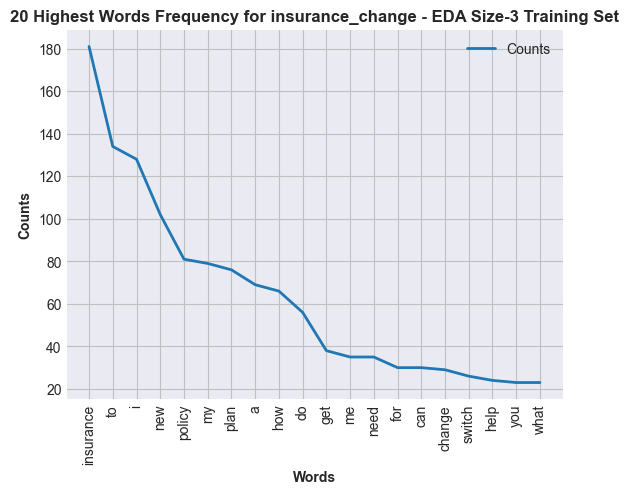 20 Highest Words Frequency for insurance_change - EDA Size-3 Training Set
Counts
180
160
140
120
100
80
60
40
20
Counts
insurance
to
i
new
policy
my
plan
a
how
do
get
me
need
for
can
change
switch
help
you
what
Words